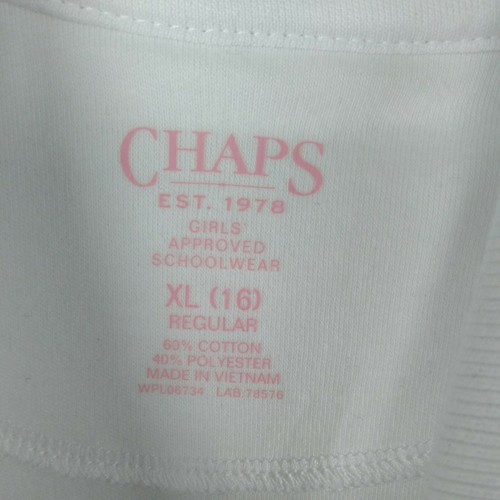 CHAPS
EST. 1978
GIRLS'
APPROVED
SCHOOLWEAR
XL (16)
REGULAR
60% COTTON
40% POLYESTER
MADE IN VIETNAM
WPL06734 LAB:78576